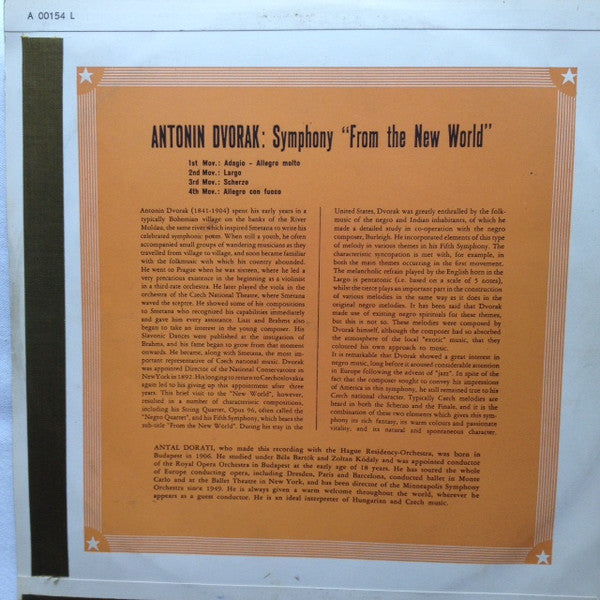 A 00154 L
ANTONIN DVORAK: Symphony "From the New World"
1st Mov.: Adagio - Allegro molto
2nd Mov.: Largo
3rd Mov.: Scherzo
4th Mov.: Allegro con fuoco
Antonin Dvorak (1841-1904) spent his early years in a
typically Bohemian village on the banks of the River
Moldau, the same river which inspired Smetana to write his
celebrated symphonic poem. When still a youth, he often
accompanied small groups of wandering musicians as they
travelled from village to village, and soon became familiar
with the folkmusic with which his country abounded.
He went to Prague when he was sixteen, where he led a
very precarious existence in the beginning as a violinist
in a third-rate orchestra. He later played the viola in the
orchestra of the Czech National Theater, where Smetana
waved the sceptre. He showed some of his compositions
to Smetana who recognized his capabilities immediately
and gave him every assistance. Liszt and Brahms also
began to take an interest in the young composer. His
Slavonic Dances were published at the instigation of
Brahms, and his fame began to grow from that moment
onwards. He became, along with Smetana, the most im-
portant representative of Czech national music. Dvorak
was appointed Director of the National Conservatoire in
New York in 1892. His longing to return to Czechoslovakia
again led to his giving up this appointment after three
years. This brief visit to the "New World", however,
resulted in a number of characteristic compositions,
including his String Quartet, Opus 96, often called the
"Negro Quartet", and his Fifth Symphony, which bears the
sub-title "From the New World". During his stay in the
United States, Dvorak was greatly enthralled by the folk-
music of the negro and Indian inhabitants, of which he
made a detailed study in co-operation with the negro
composer, Burleigh. He incorporated elements of this type
of melody in various themes in his Fifth Symphony. The
characteristic syncopation is met with, for example, in
both the main themes occurring in the first movement.
The melancholic refrain played by the English horn in the
Largo is pentatonic (i.e. based on a scale of 5 notes),
whilst the tierce plays an important part in the construction
of various melodies in the same way as it does in the
original negro melodies. It has been said that Dvorak
made use of existing negro spirituals for these themes,
but this is not so. These melodies were composed by
Dvorak himself, although the composer had so absorbed
the atmosphere of the local "exotic" music, that they
coloured his own approach to music.
It is remarkable that Dvorak showed a great interest in
negro music, long before it aroused considerable attention
in Europe following the advent of "jazz". In spite of the
fact that the composer sought to convey his impressions
of America in this symphony, he still remained true to his
Czech national character. Typically Czech melodies are
heard in both the Scherzo and the Finale, and it is the
combination of these two elements which gives this sym-
phony its rich fantasy, its warm colours and passionate
vitality, and its natural and spontaneous character.
ANTAL DORATI, who made this recording with the Hague Residency-Orchestra, was born in
Budapest in 1906. He studied under Béla Bartók and Zoltan Kódaly and was appointed conductor
of the Royal Opera Orchestra in Budapest at the early age of 18 years. He has toured the whole
of Europe conducting opera, including Dresden, Paris and Barcelona, conducted ballet in Monte
Carlo and at the Ballet Theatre in New York, and has been director of the Minneapolis Symphony
Orchestra since 1949. He is always given a warm welcome throughout the world, wherever he
appears as a guest conductor. He is an ideal interpreter of Hungarian and Czech music.